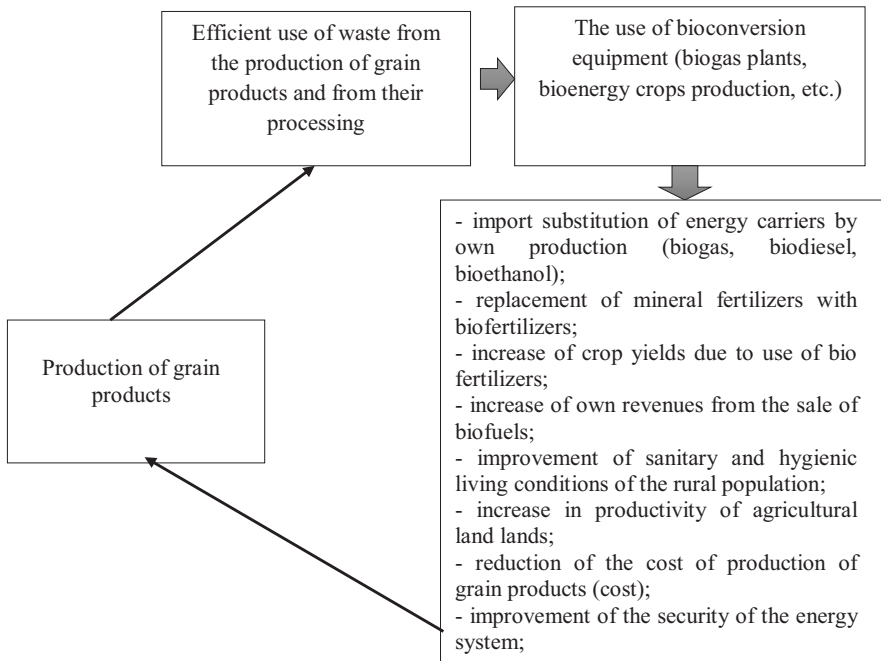 Efficient use of waste from
the production of grain
products and from their
processing
The use of bioconversion
equipment (biogas plants,
bioenergy crops production, etc.)
- import substitution of energy carriers by
own production (biogas, biodiesel,
bioethanol);
- replacement of mineral fertilizers with
biofertilizers;
- increase of crop yields due to use of bio
fertilizers;
- increase of own revenues from the sale of
biofuels;
- improvement of sanitary and hygienic
living conditions of the rural population;
- increase in productivity of agricultural
land lands;
- reduction of the cost of production of
grain products (cost);
- improvement of the security of the energy
system;
Production of grain
products